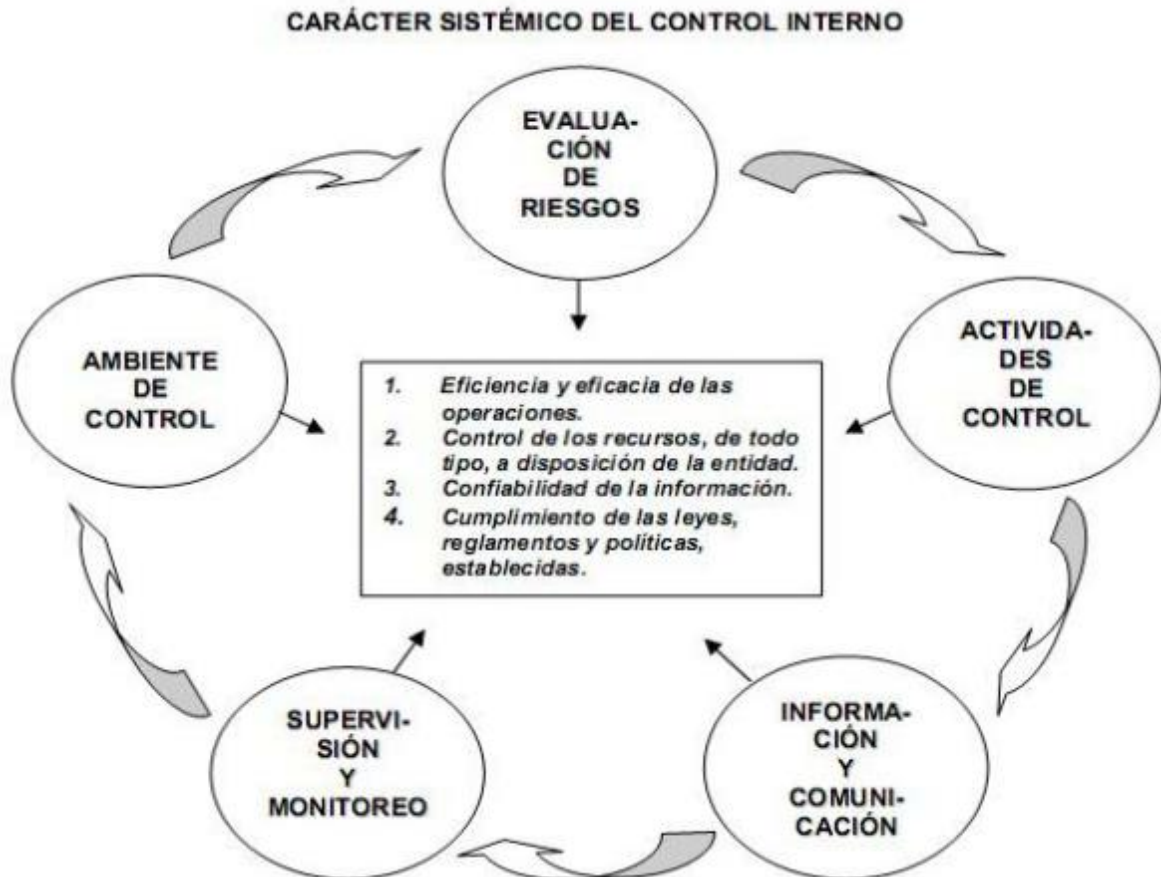 CARÁCTER SISTÉMICO DEL CONTROL INTERNO
EVALUA-
CIÓN
DE
RIESGOS
AMBIENTE
DE
CONTROL
ACTIVIDA-
DES
DE
CONTROL
1. Eficiencia y eficacia de las
operaciones.
2. Control de los recursos, de todo
tipo, a disposición de la entidad.
3. Confiabilidad de la información.
4. Cumplimiento de las leyes,
reglamentos y políticas,
establecidas.
SUPERVI-
SIÓN
Y
MONITOREO
INFORMA-
CIÓN
Y
COMUNI-
CACIÓN